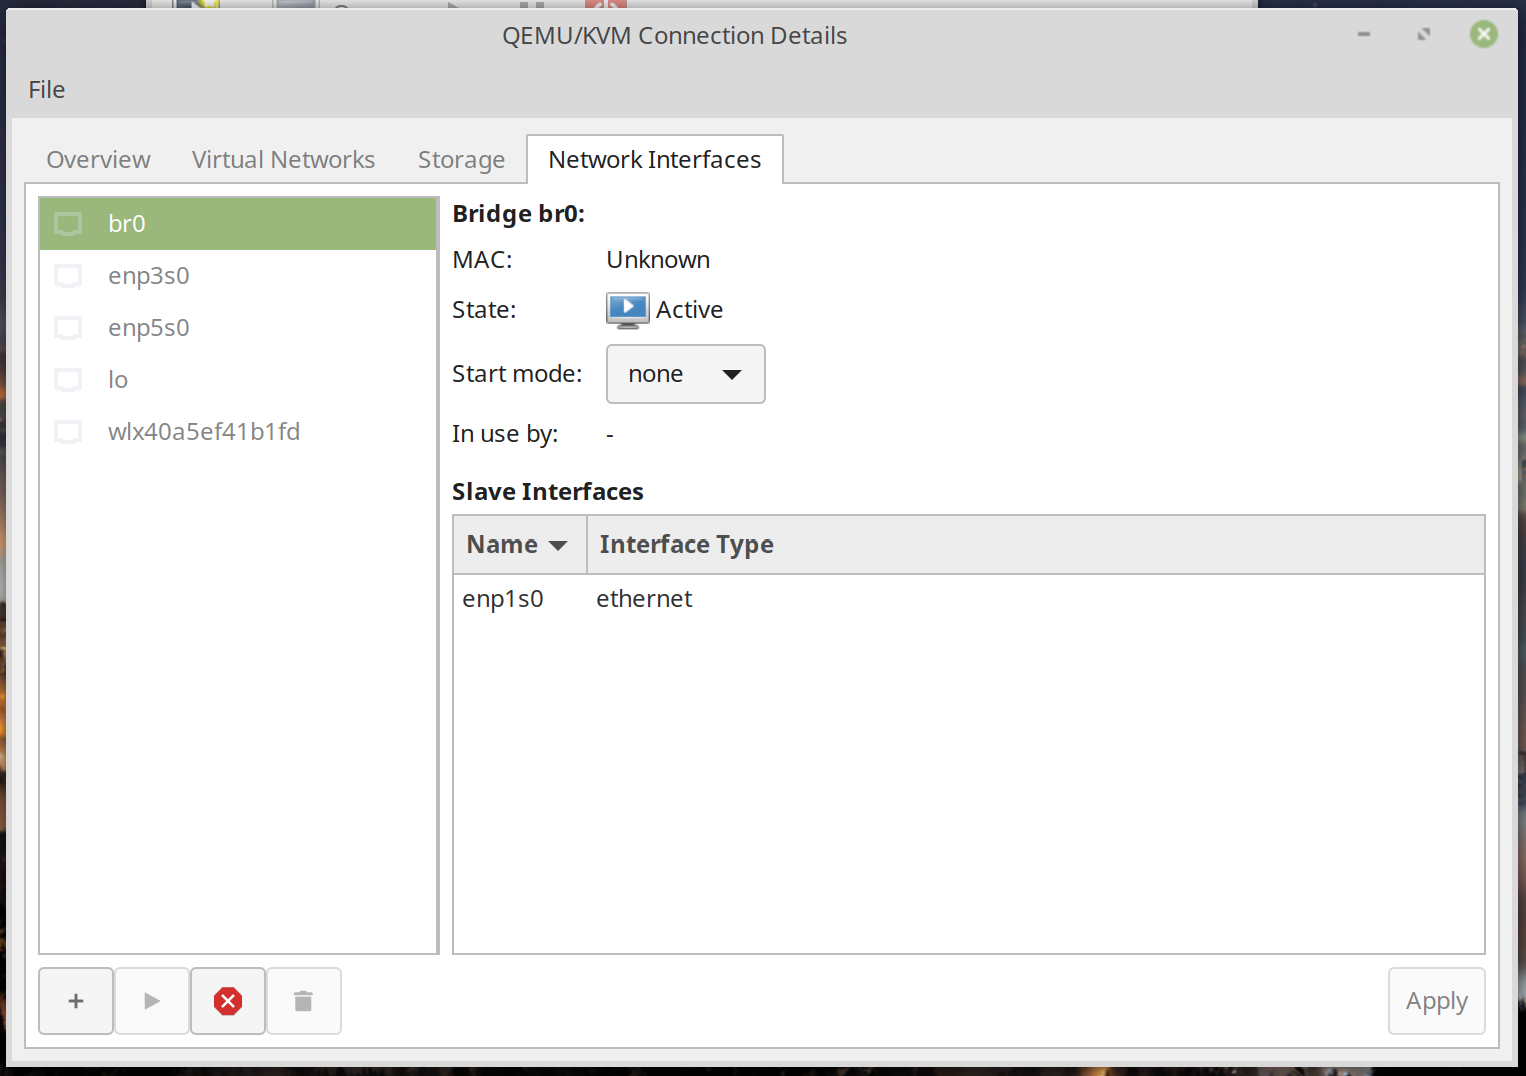 QEMU/KVM Connection Details
File
Overview Virtual Networks Storage Network Interfaces
br0
enp3s0
enp5s0
lo
wlx40a5ef41b1fd
Bridge br0:
MAC: Unknown
State: Active
Start mode: none
In use by: -
Slave Interfaces
Name Interface Type
enp1s0 ethernet
Apply